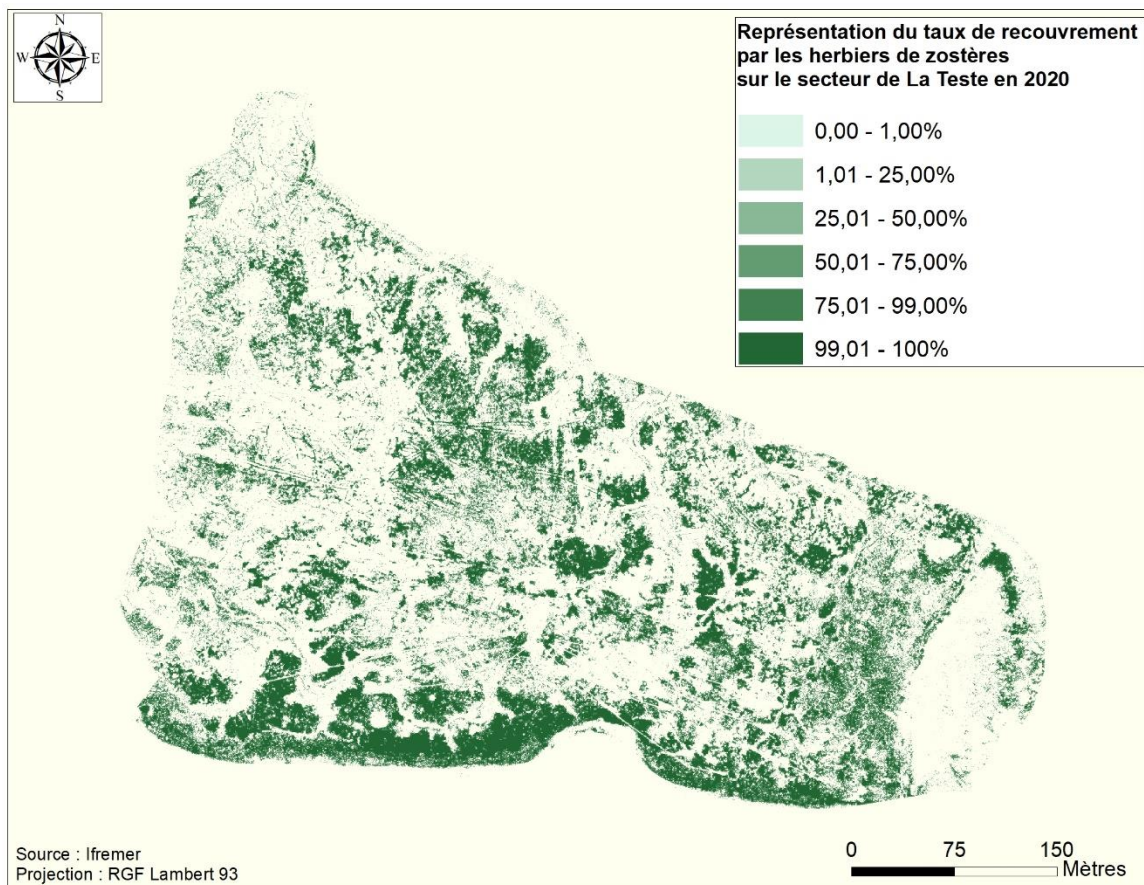 N
W E
S
Représentation du taux de recouvrement
par les herbiers de zostères
sur le secteur de La Teste en 2020
0,00 - 1,00%
1,01 - 25,00%
25,01 - 50,00%
50,01 - 75,00%
75,01 - 99,00%
99,01 - 100%
Source : Ifremer
Projection : RGF Lambert 93
0 75 150
Mètres